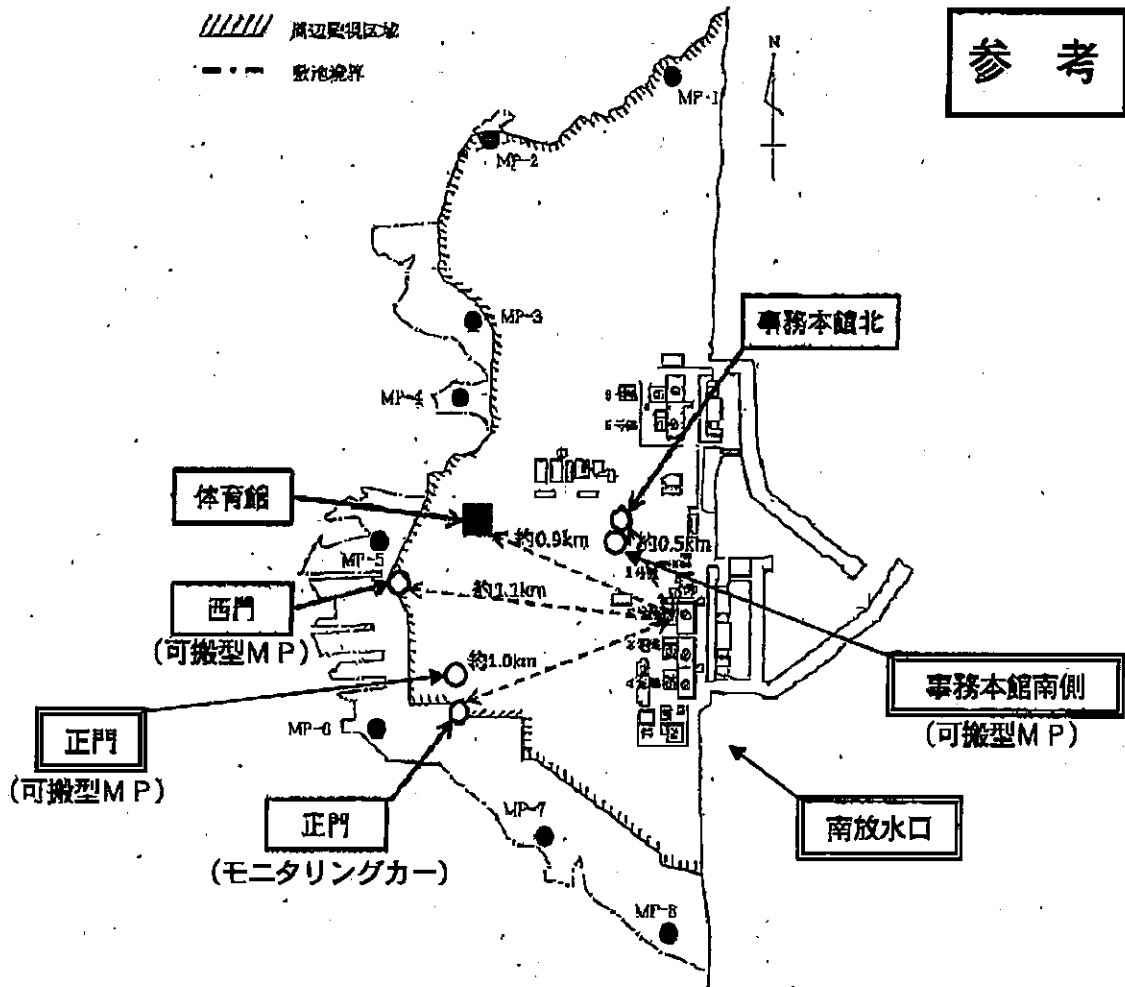 周辺監視区域
敷地境界
参 考
N
MP-1
MP-2
MP-3
事務本館北
MP-4
体育館
約0.9km
約0.5km
MP-5
西門
(可搬型MP)
約1.1km
約1.0km
事務本館南側
(可搬型MP)
正門
(可搬型MP)
MP-6
正門
(モニタリングカー)
MP-7
南放水口
MP-8